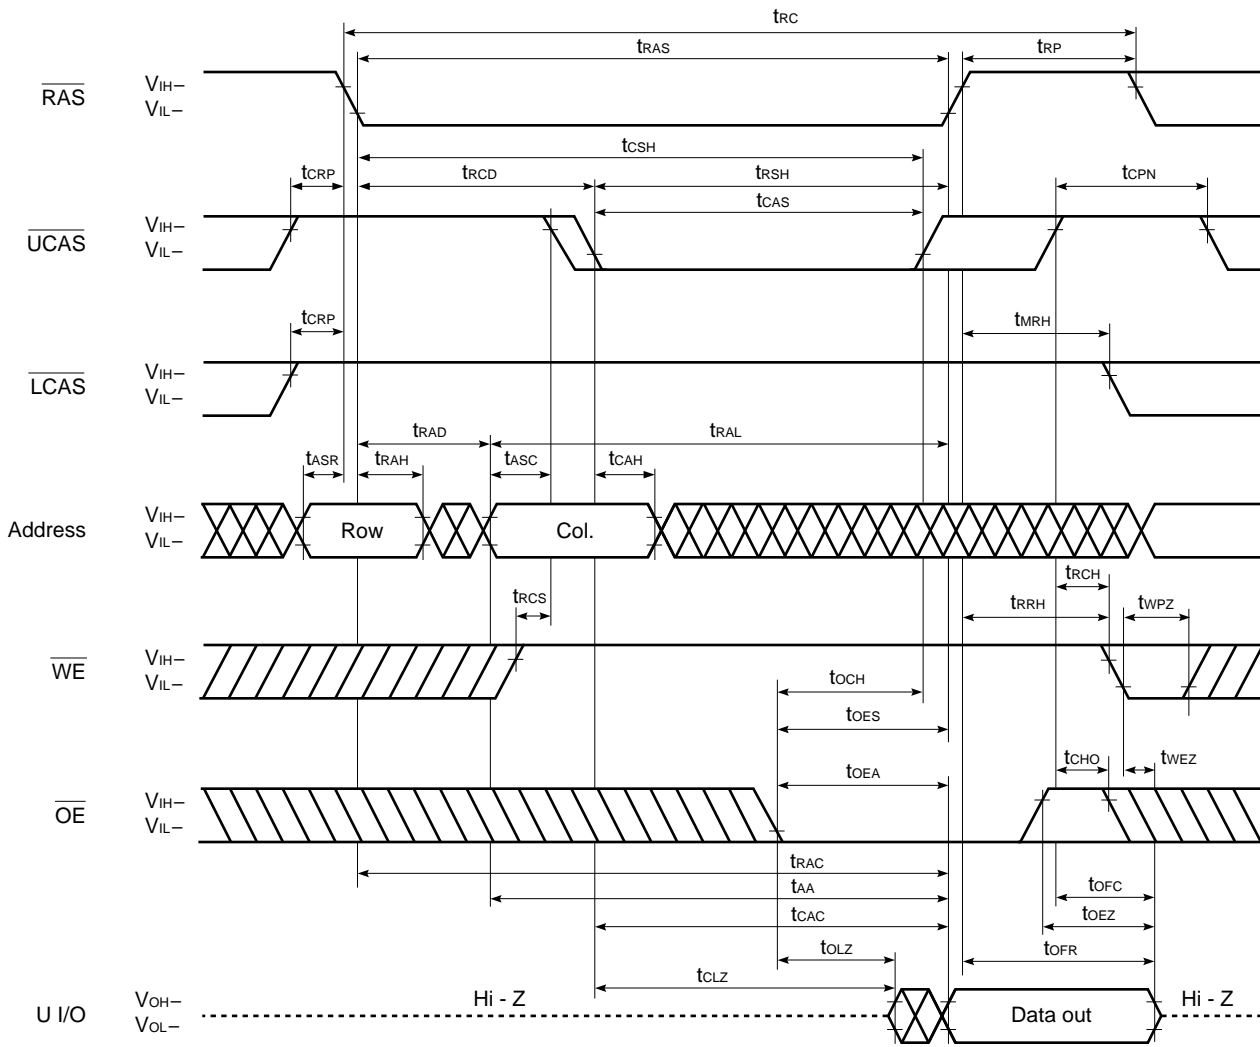 tRC
tRAS tRP
RAS VIH– VIL–
tCSH
tCRP tRCD tRSH tCPN
tCAS
UCAS VIH– VIL–
tCRP tMRH
LCAS VIH– VIL–
tRAD tRAL
tASR tRAH tASC tCAH
Address VIH– VIL– Row Col.
tRCH
tRCS tRRH tWPZ
WE VIH– VIL–
tOCH
tOES
tCHO tWEZ
tOEA
OE VIH– VIL–
tRAC
tAA tOFC
tCAC tOEZ
tOLZ tOFR
tCLZ
U I/O VOH– VOL– Hi - Z Data out Hi - Z